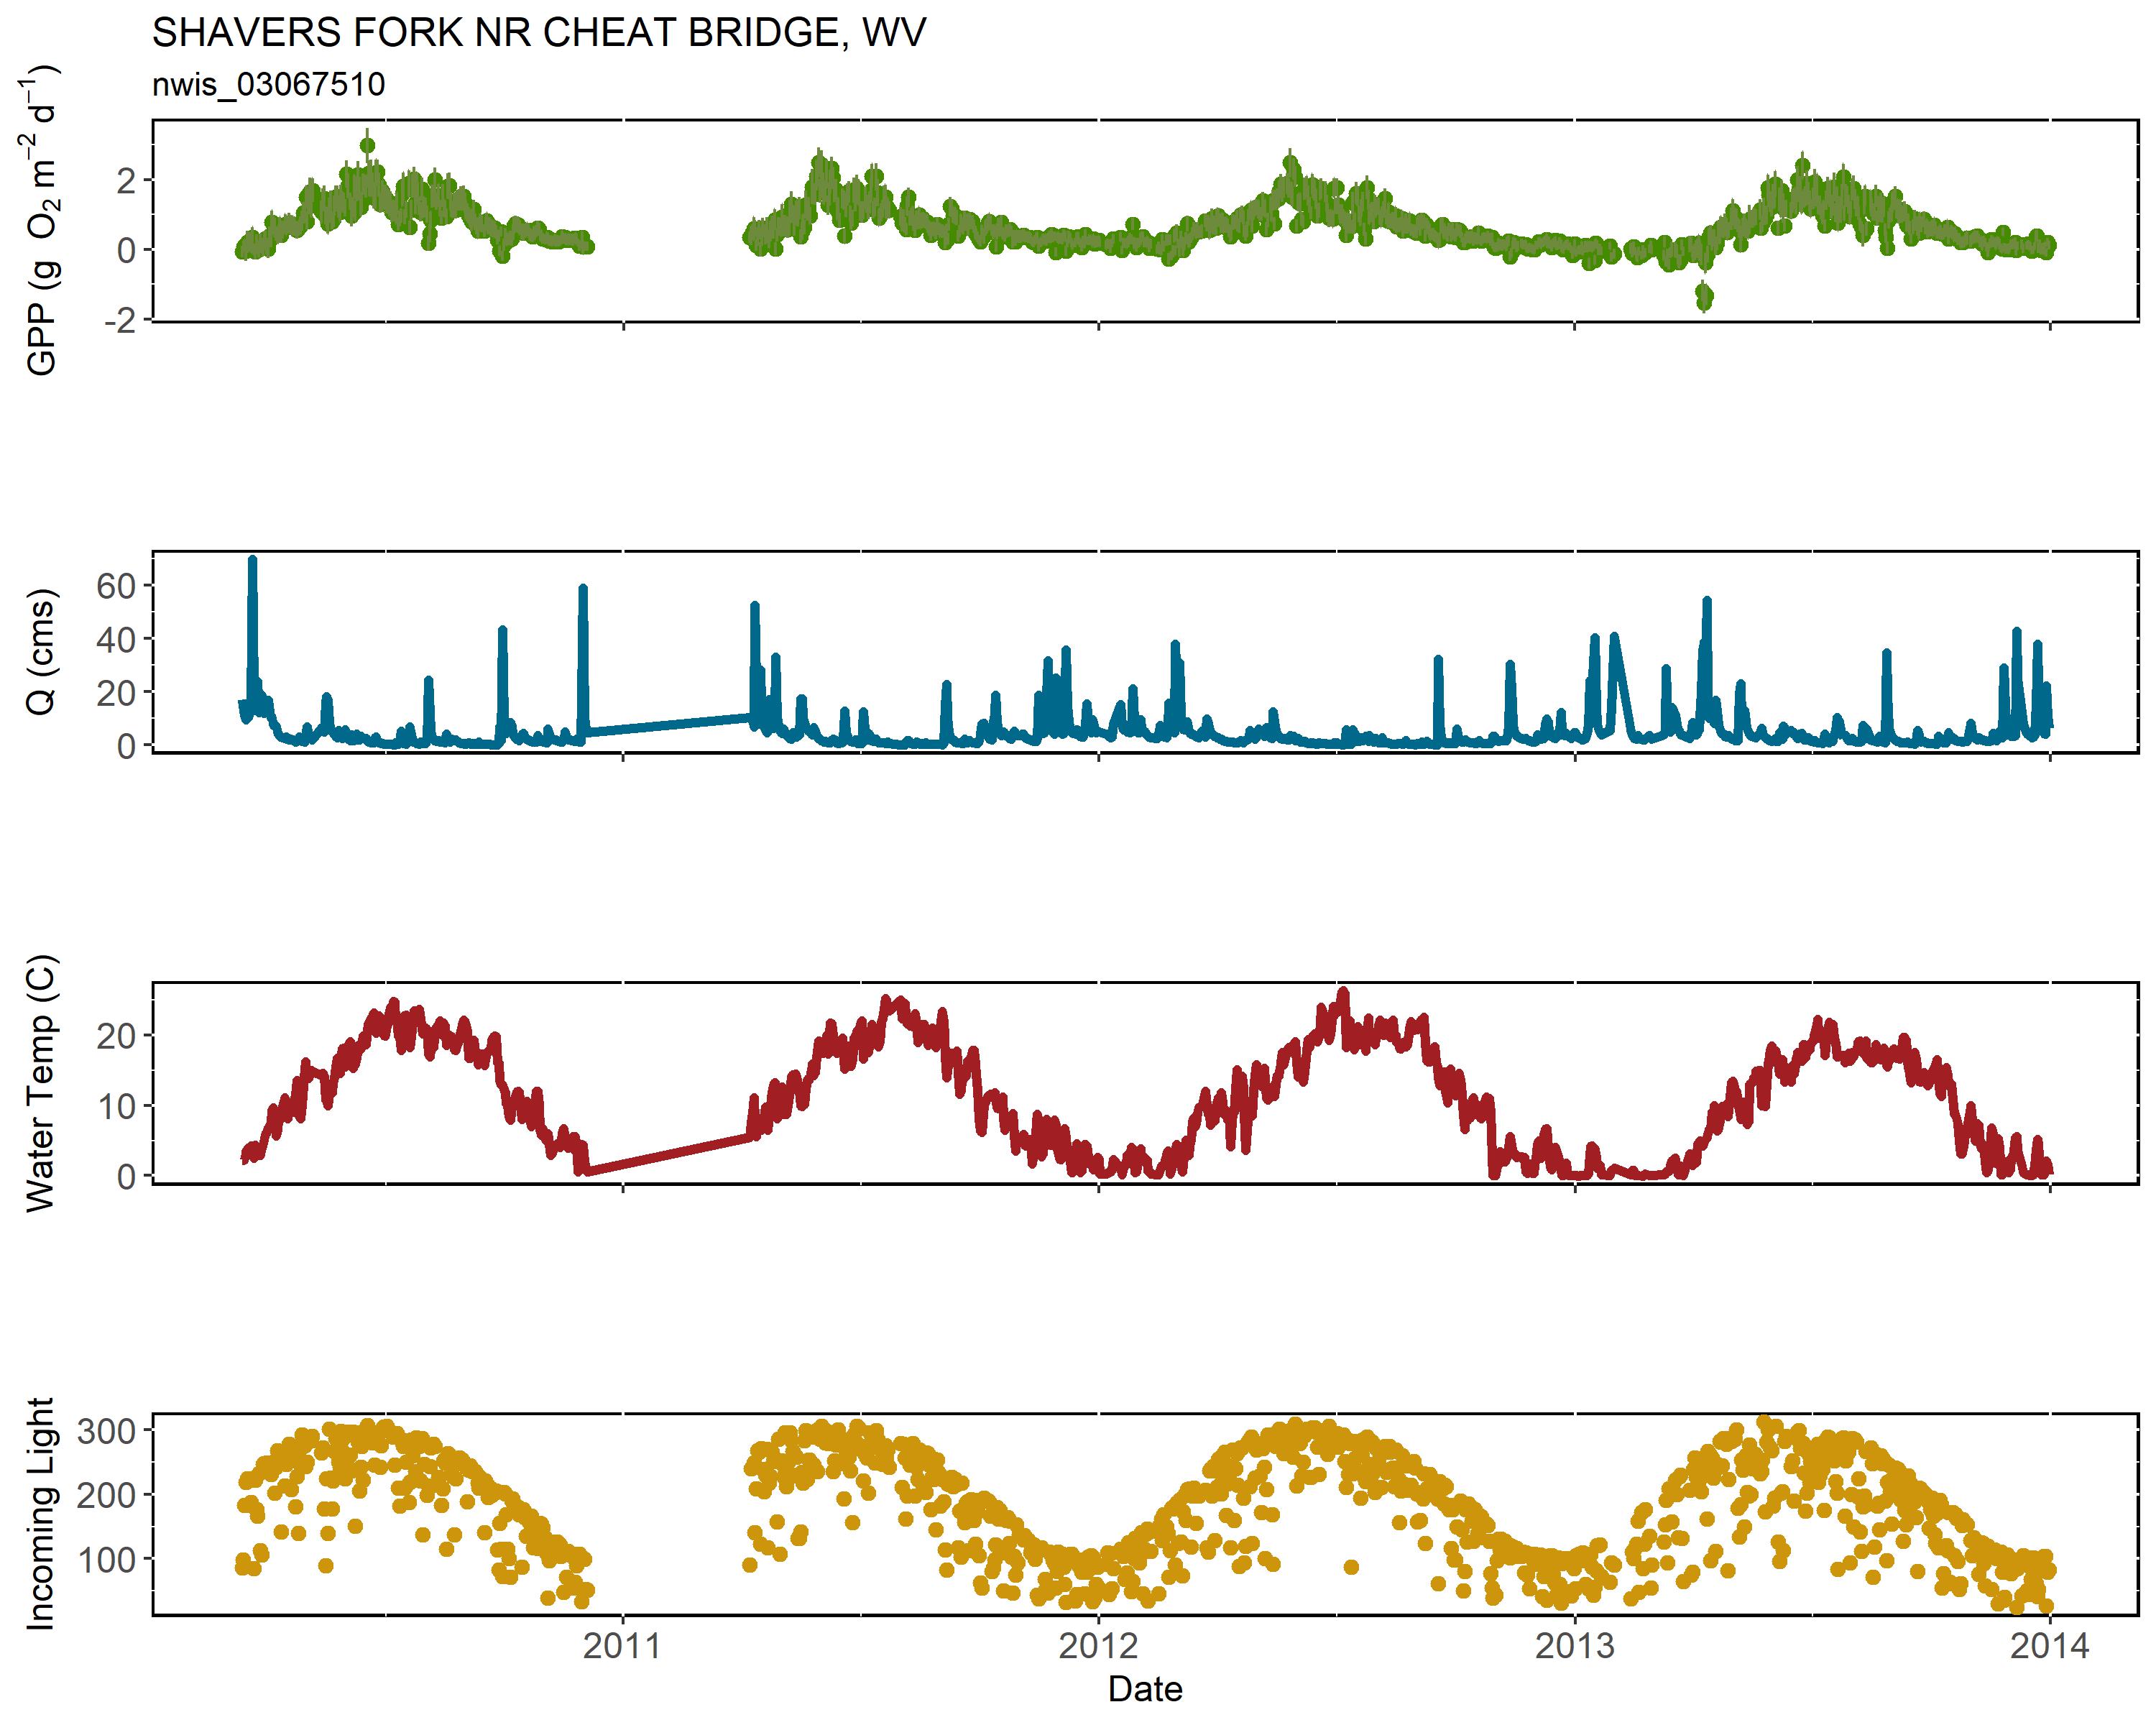 SHAVERS FORK NR CHEAT BRIDGE, WV
nwis_03067510
GPP (g O₂ m⁻² d⁻¹)
2
0
-2
Q (cms)
60
40
20
0
Water Temp (C)
20
10
0
Incoming Light
300
200
100
2011 2012 2013 2014
Date